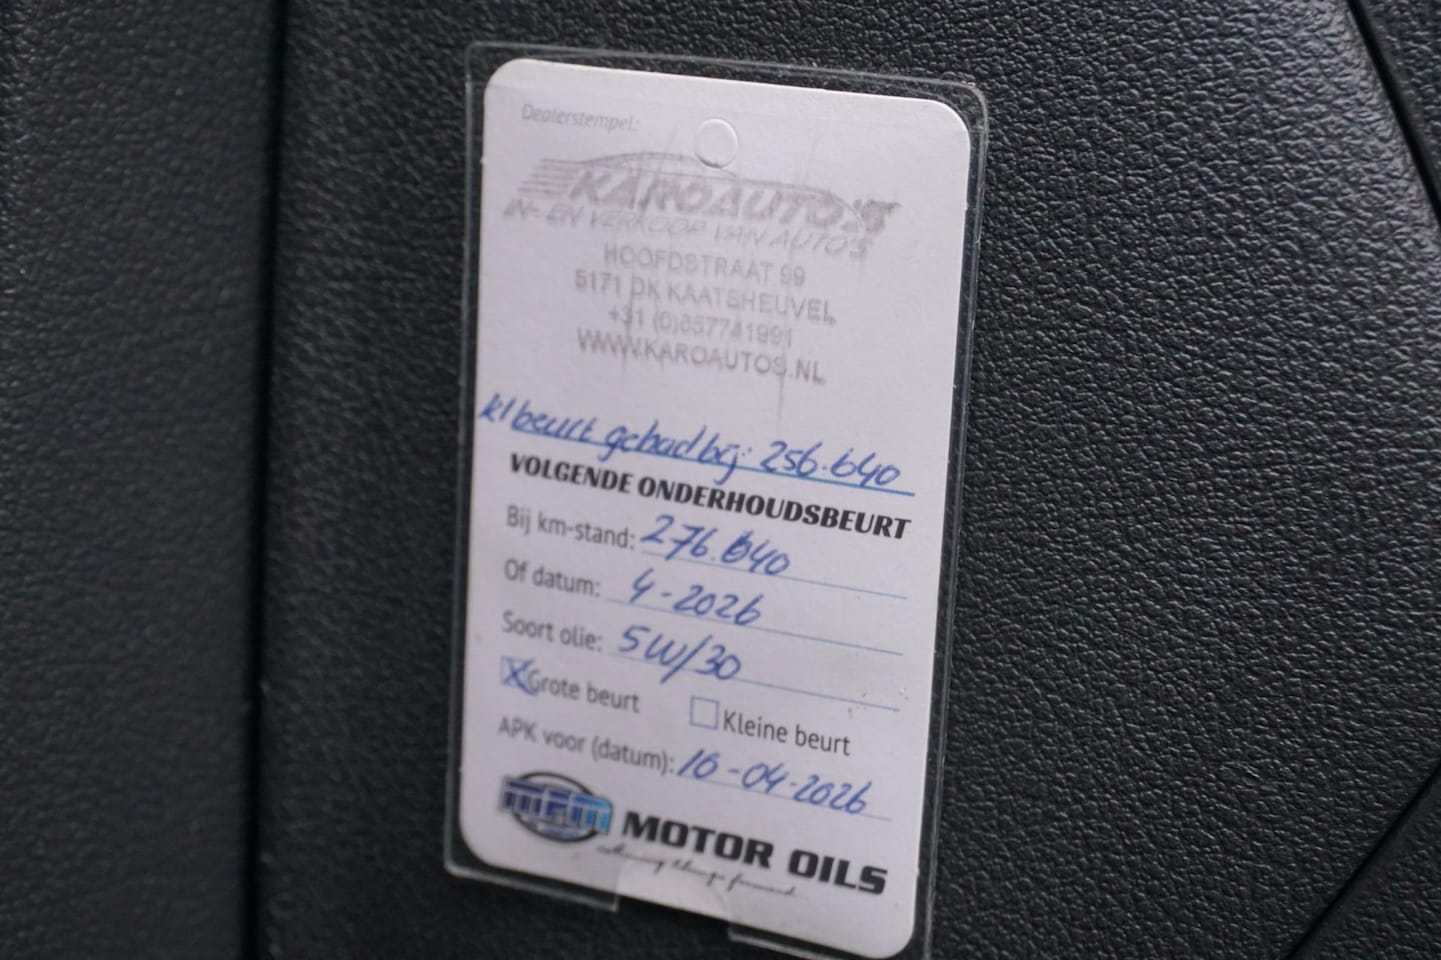 Dealerstempel:
KAROAUTO'S
IN- EN VERKOOP VAN AUTO'S
HOOFDSTRAAT 99
5171 DK KAATSHEUVEL
+31 (0)657741991
WWW.KAROAUTOS.NL
kl beurt gehad bij: 256.640
VOLGENDE ONDERHOUDSBEURT
Bij km-stand: 276.640
Of datum: 4-2026
Soort olie: 5W/30
X Grote beurt Kleine beurt
APK voor (datum): 16-04-2026
MPM MOTOR OILS